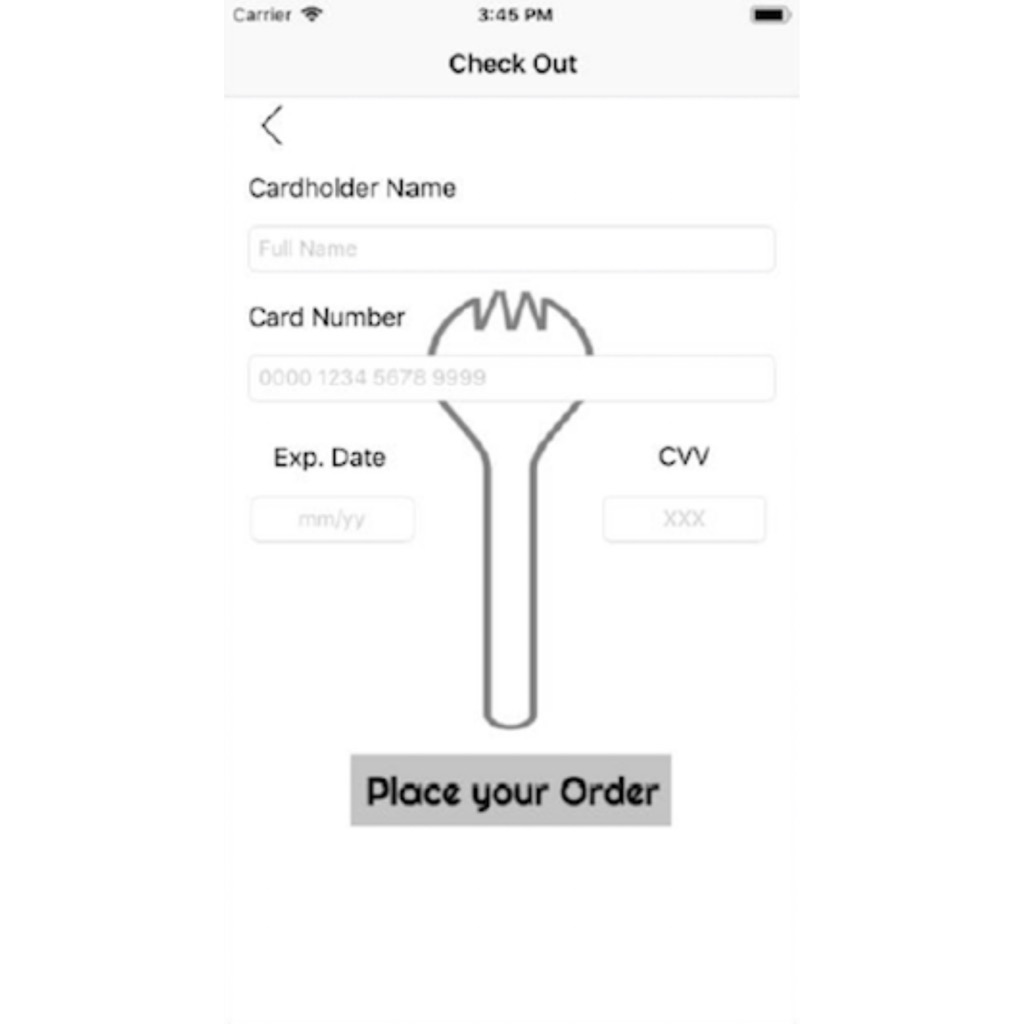 Carrier 3:45 PM
Check Out
Cardholder Name
Full Name
Card Number
0000 1234 5678 9999
Exp. Date CVV
mm/yy XXX
Place your Order